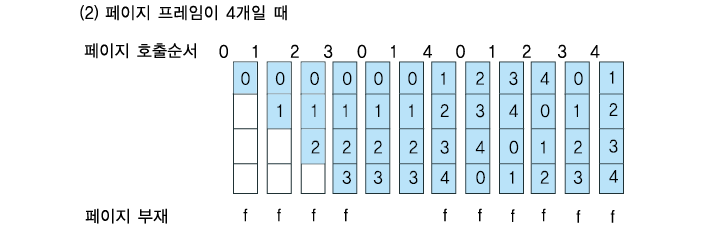 (2) 페이지 프레임이 4개일 때
페이지 호출순서 0 1 2 3 0 1 4 0 1 2 3 4
0 0 0 0 0 0 1 2 3 4 0 1
1 1 1 1 1 2 3 4 0 1 2
2 2 2 2 3 4 0 1 2 3
3 3 3 4 0 1 2 3 4
페이지 부재 f f f f f f f f f f